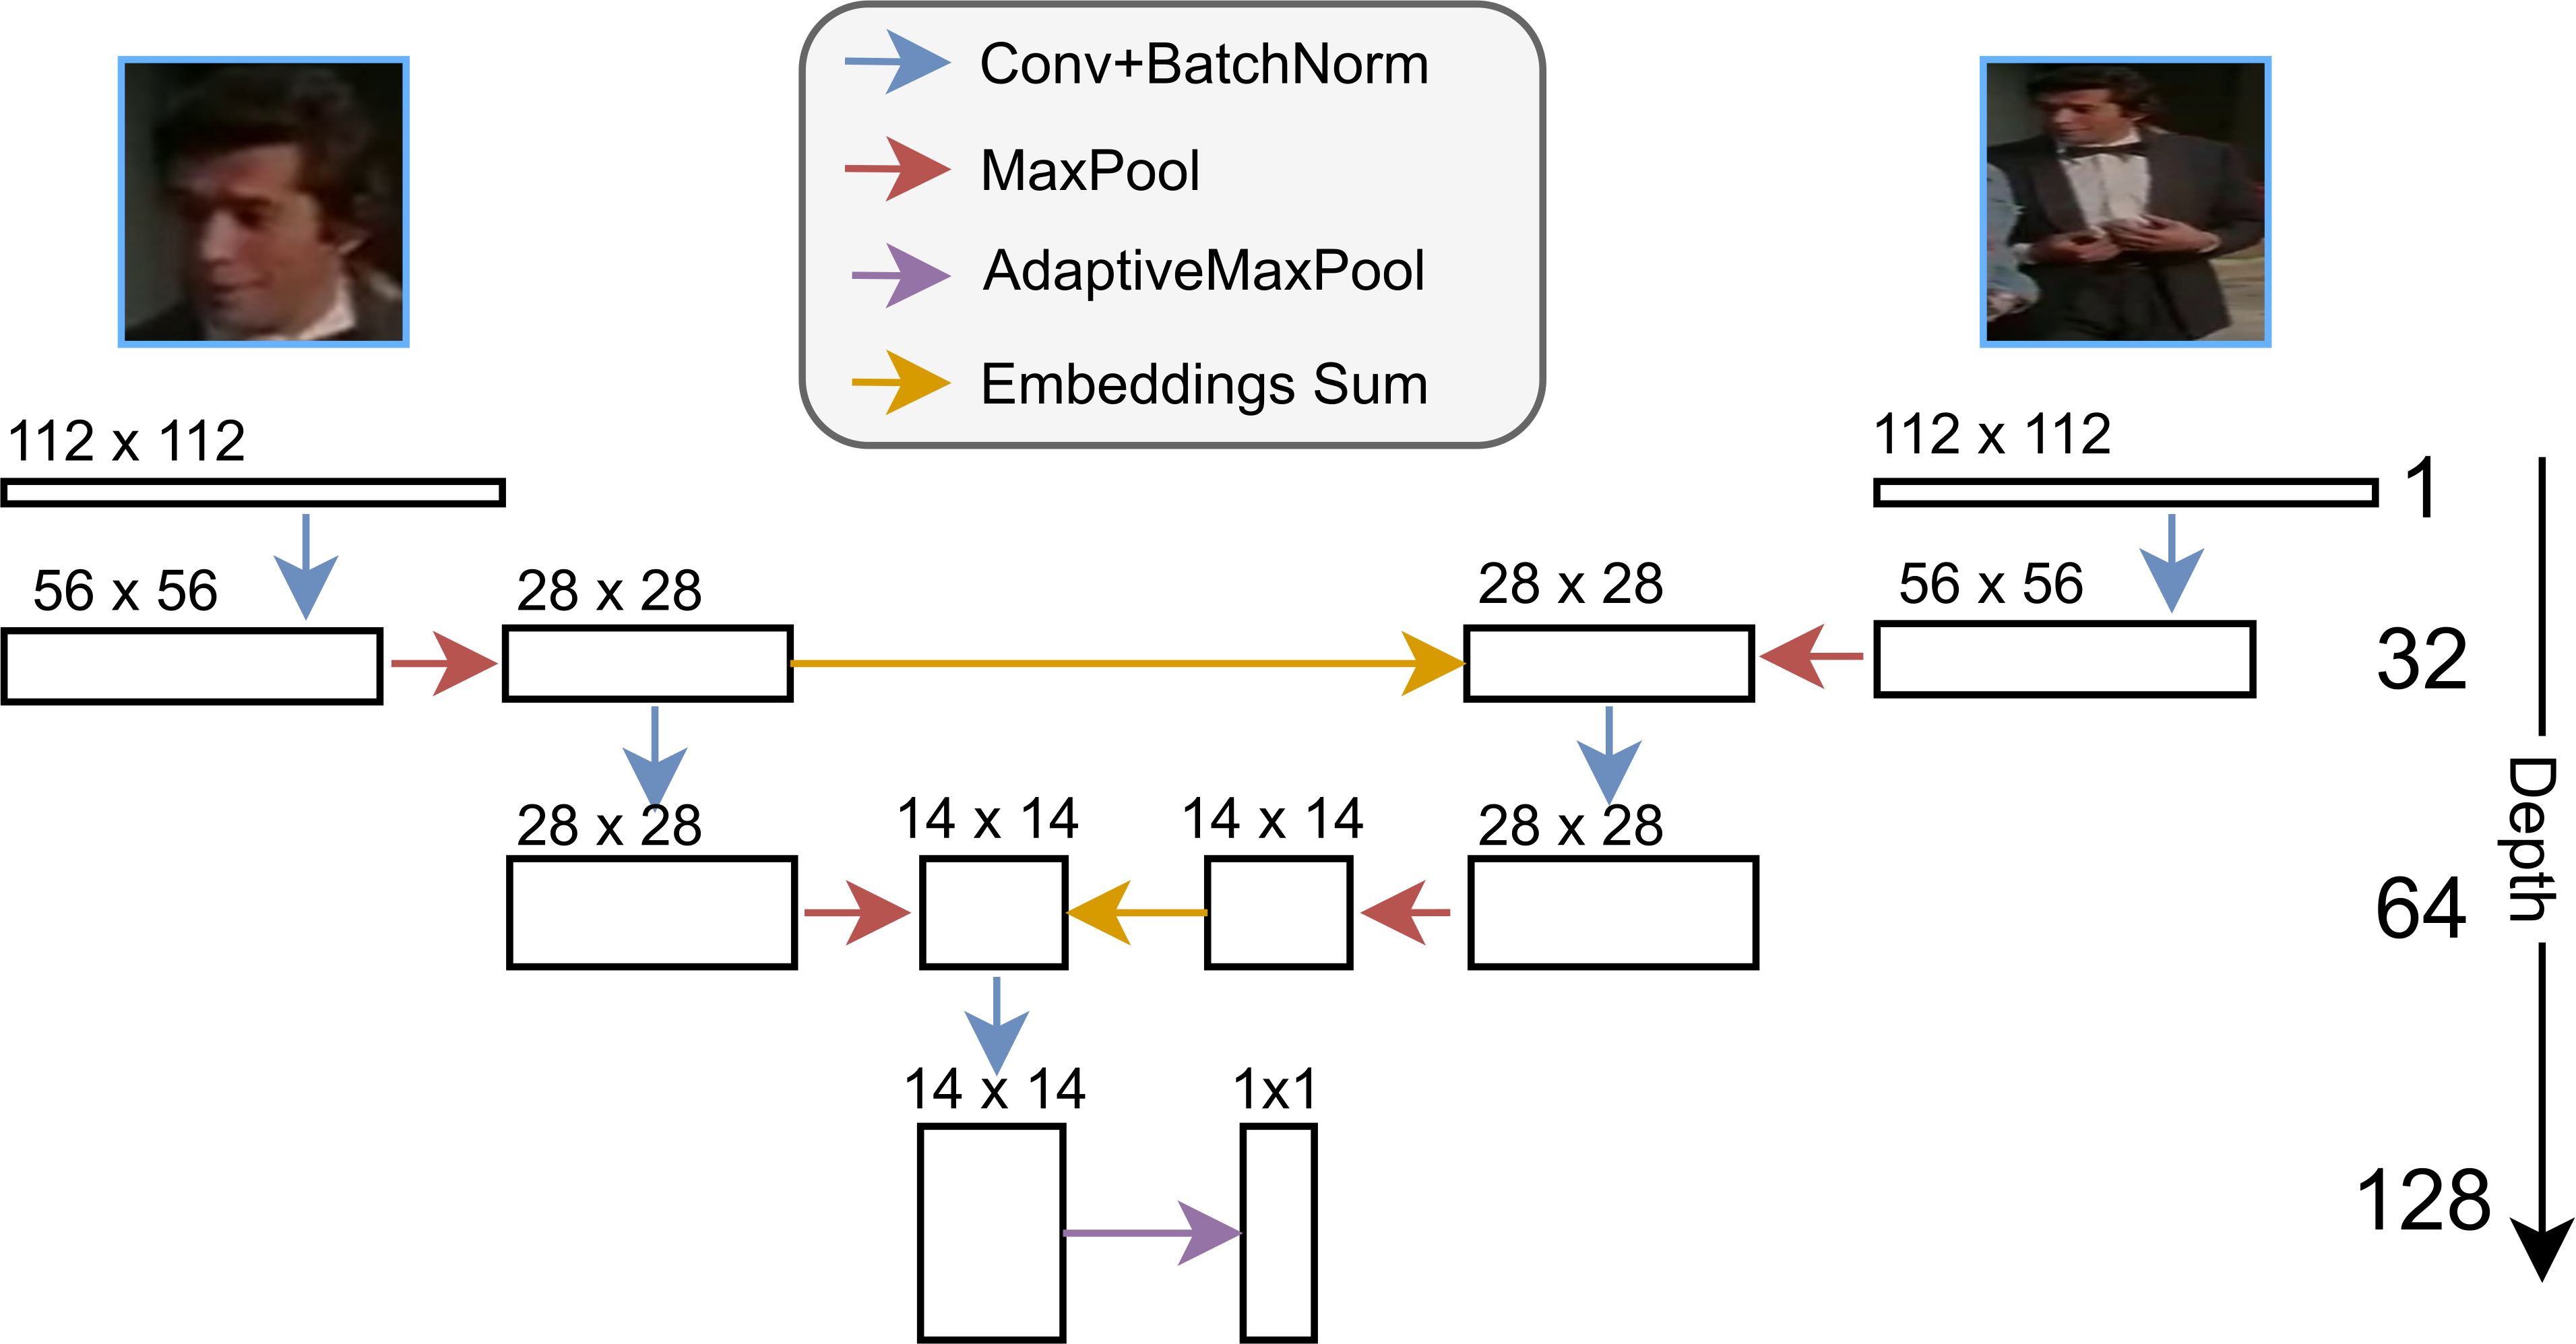 Conv+BatchNorm
MaxPool
AdaptiveMaxPool
Embeddings Sum
112 x 112
112 x 112
1
56 x 56
28 x 28
28 x 28
56 x 56
32
Depth
28 x 28
14 x 14
14 x 14
28 x 28
64
14 x 14
1x1
128